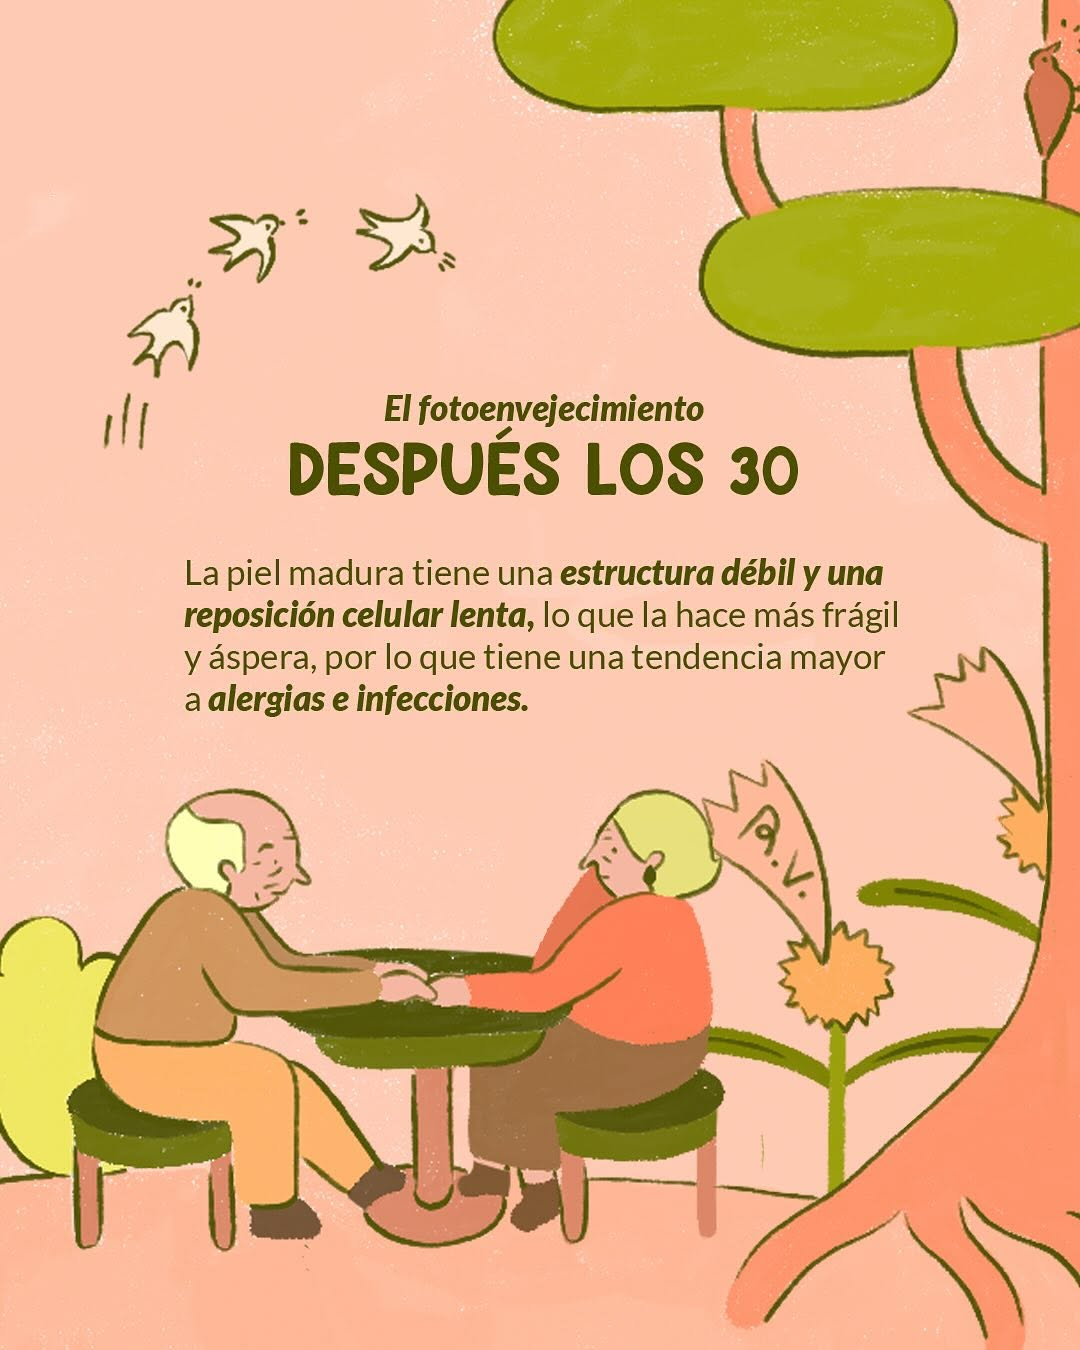 El fotoenvejecimiento
DESPUÉS LOS 30
La piel madura tiene una estructura débil y una
reposición celular lenta, lo que la hace más frágil
y áspera, por lo que tiene una tendencia mayor
a alergias e infecciones.
A.V.